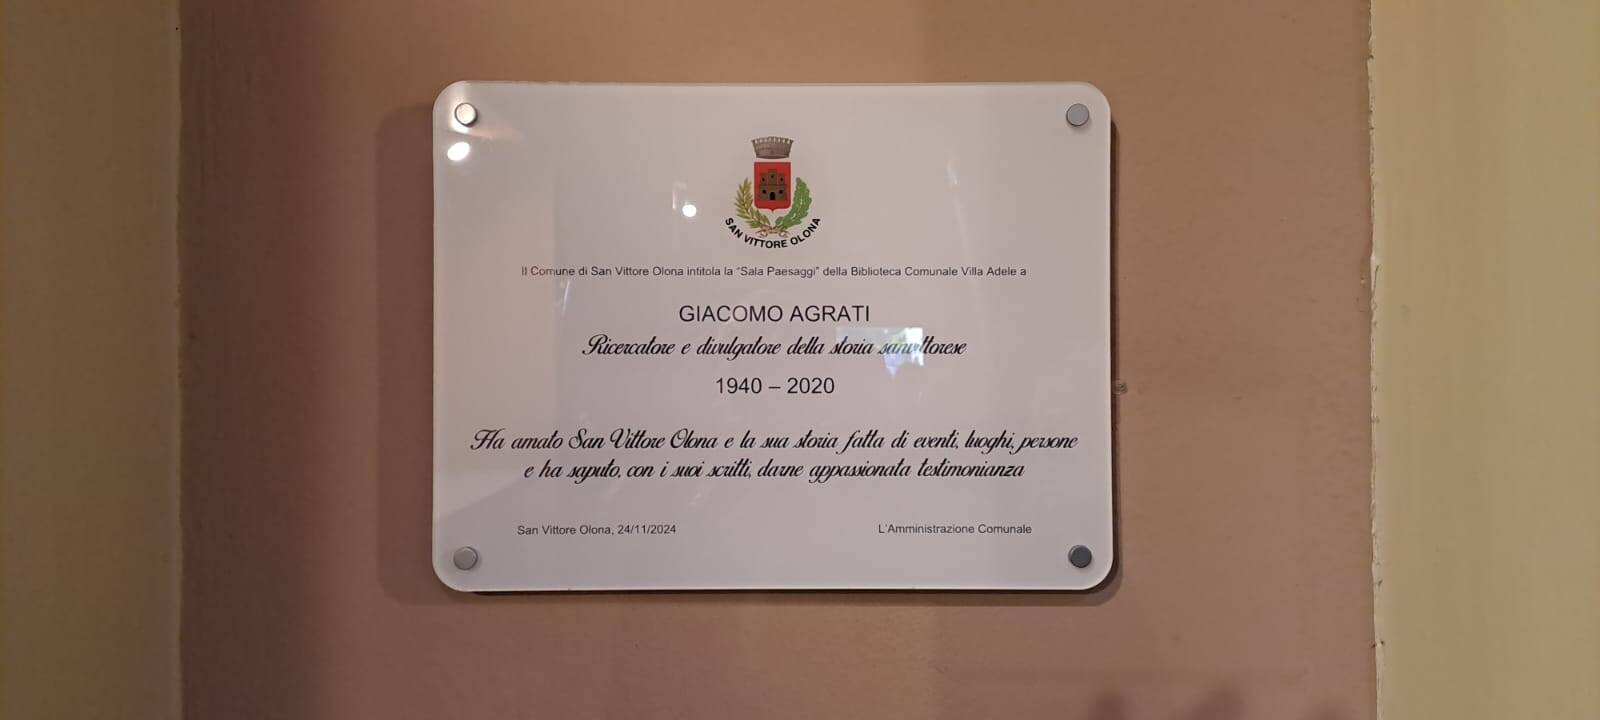 SAN VITTORE OLONA
Il Comune di San Vittore Olona intitola la "Sala Paesaggi" della Biblioteca Comunale Villa Adele a
GIACOMO AGRATI
Ricercatore e divulgatore della storia sanvittorese
1940 – 2020
Ha amato San Vittore Olona e la sua storia fatta di eventi, luoghi, persone
e ha saputo, con i suoi scritti, darne appassionata testimonianza
San Vittore Olona, 24/11/2024 L'Amministrazione Comunale